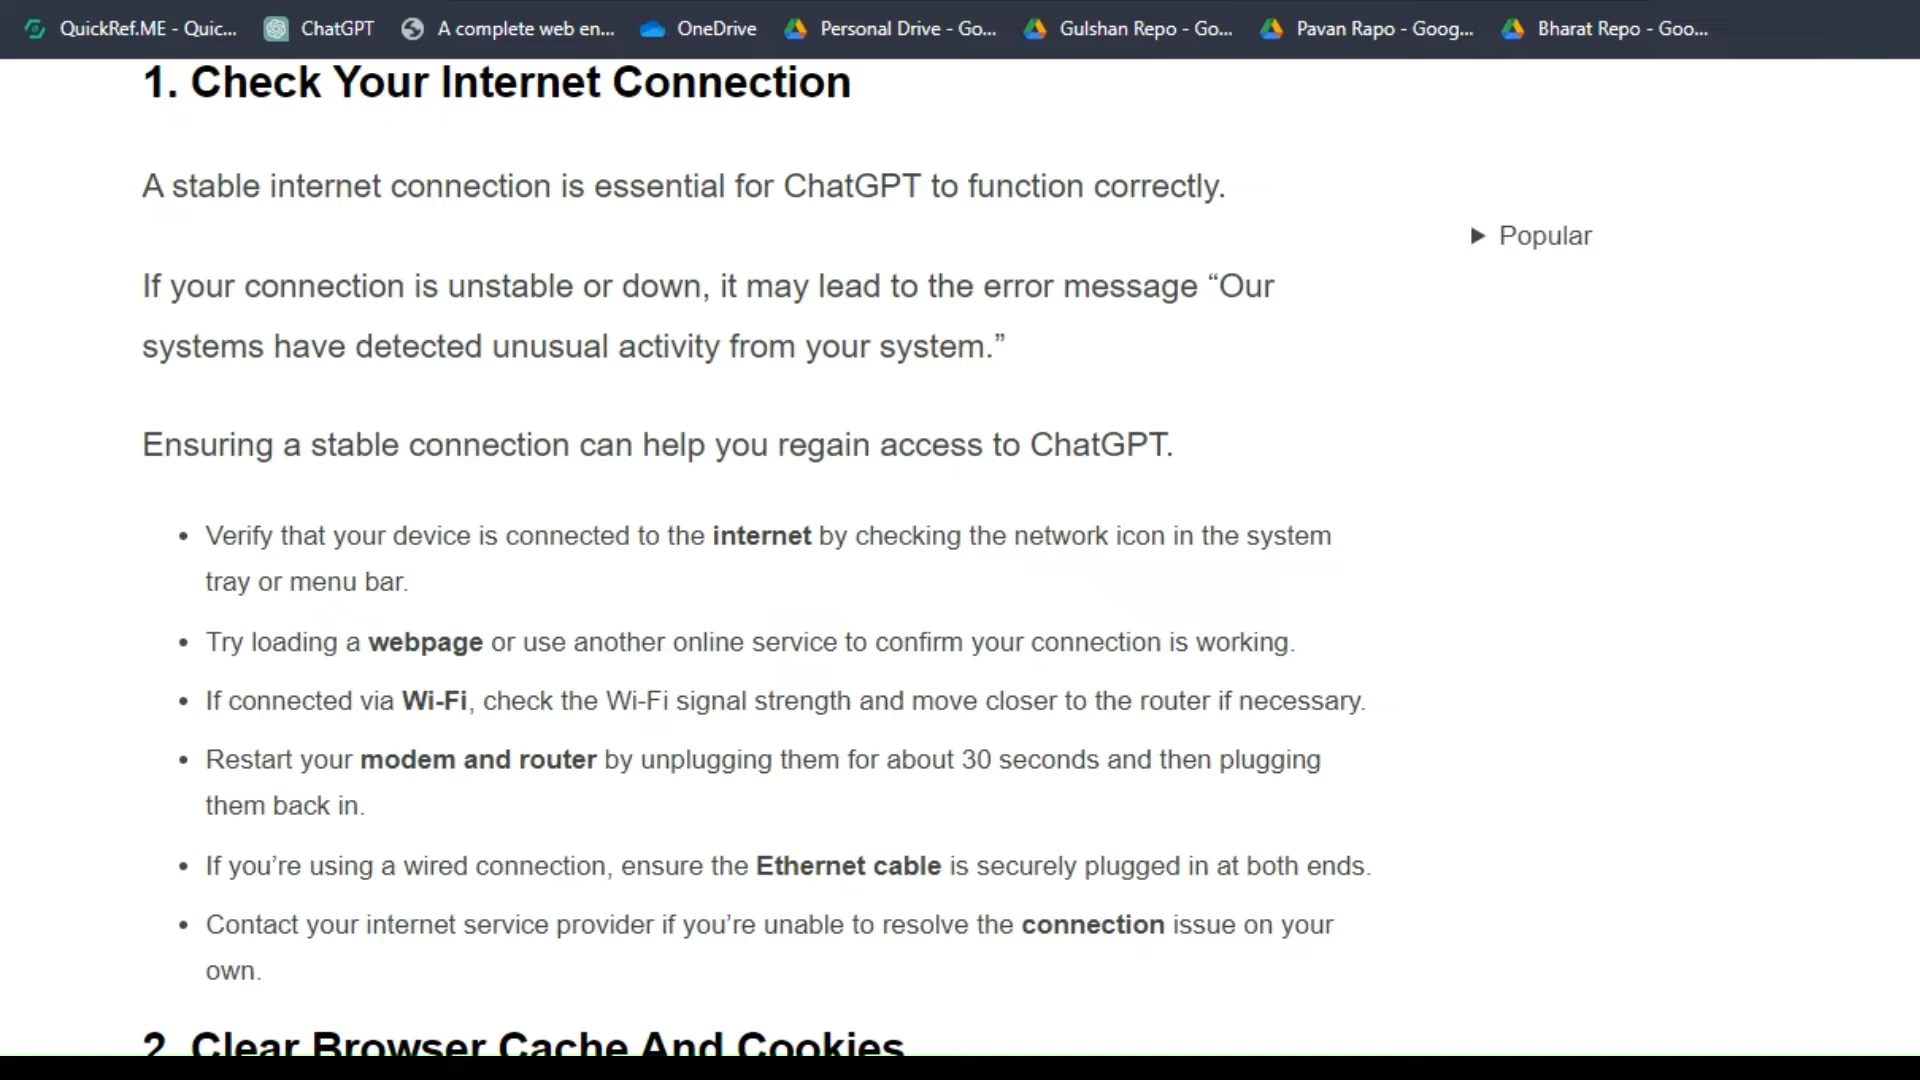 QuickRef.ME - Quic... ChatGPT A complete web en... OneDrive Personal Drive - Go... Gulshan Repo - Go... Pavan Rapo - Goog... Bharat Repo - Goo...
1. Check Your Internet Connection
A stable internet connection is essential for ChatGPT to function correctly.
Popular
If your connection is unstable or down, it may lead to the error message “Our
systems have detected unusual activity from your system.”
Ensuring a stable connection can help you regain access to ChatGPT.
• Verify that your device is connected to the internet by checking the network icon in the system
tray or menu bar.
• Try loading a webpage or use another online service to confirm your connection is working.
• If connected via Wi-Fi, check the Wi-Fi signal strength and move closer to the router if necessary.
• Restart your modem and router by unplugging them for about 30 seconds and then plugging
them back in.
• If you’re using a wired connection, ensure the Ethernet cable is securely plugged in at both ends.
• Contact your internet service provider if you’re unable to resolve the connection issue on your
own.
2. Clear Browser Cache And Cookies